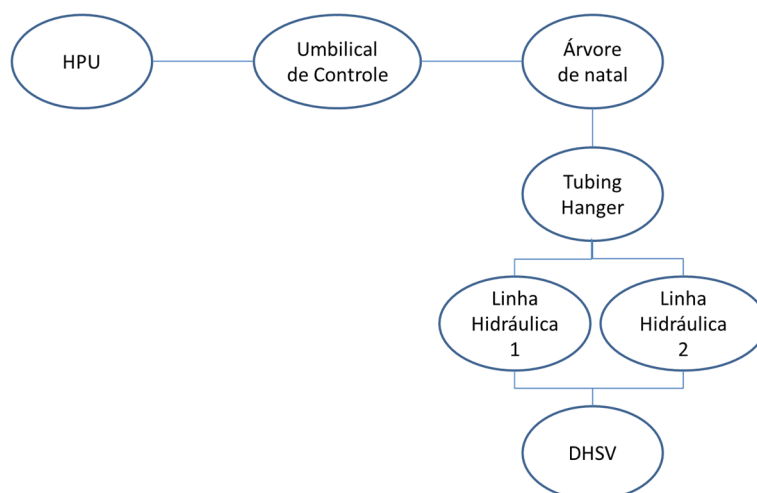 HPU
Umbilical
de Controle
Árvore
de natal
Tubing
Hanger
Linha
Hidráulica
1
Linha
Hidráulica
2
DHSV